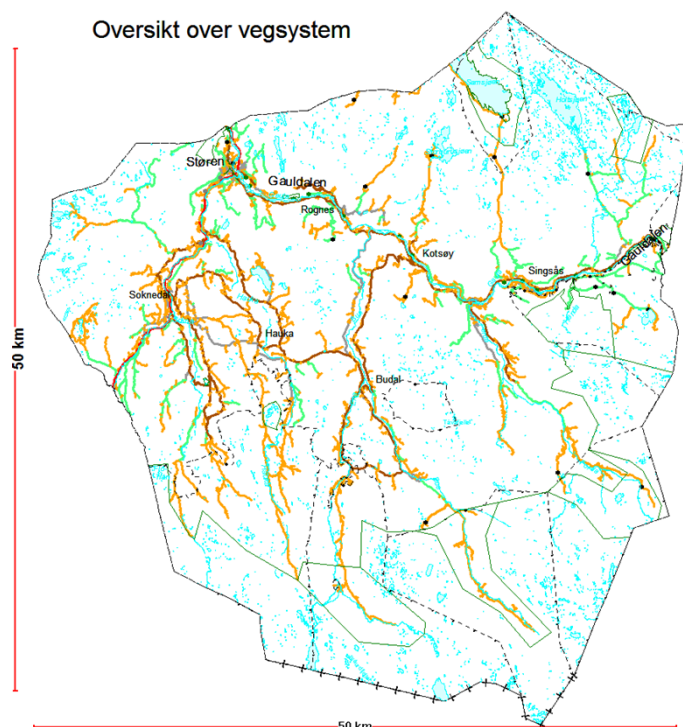 Oversikt over vegsystem
Støren
Gauldalen
Rognes
Gauldalen
Kotsøy
Singsås
Soknedal
Hauka
Budal
50 km
50 km